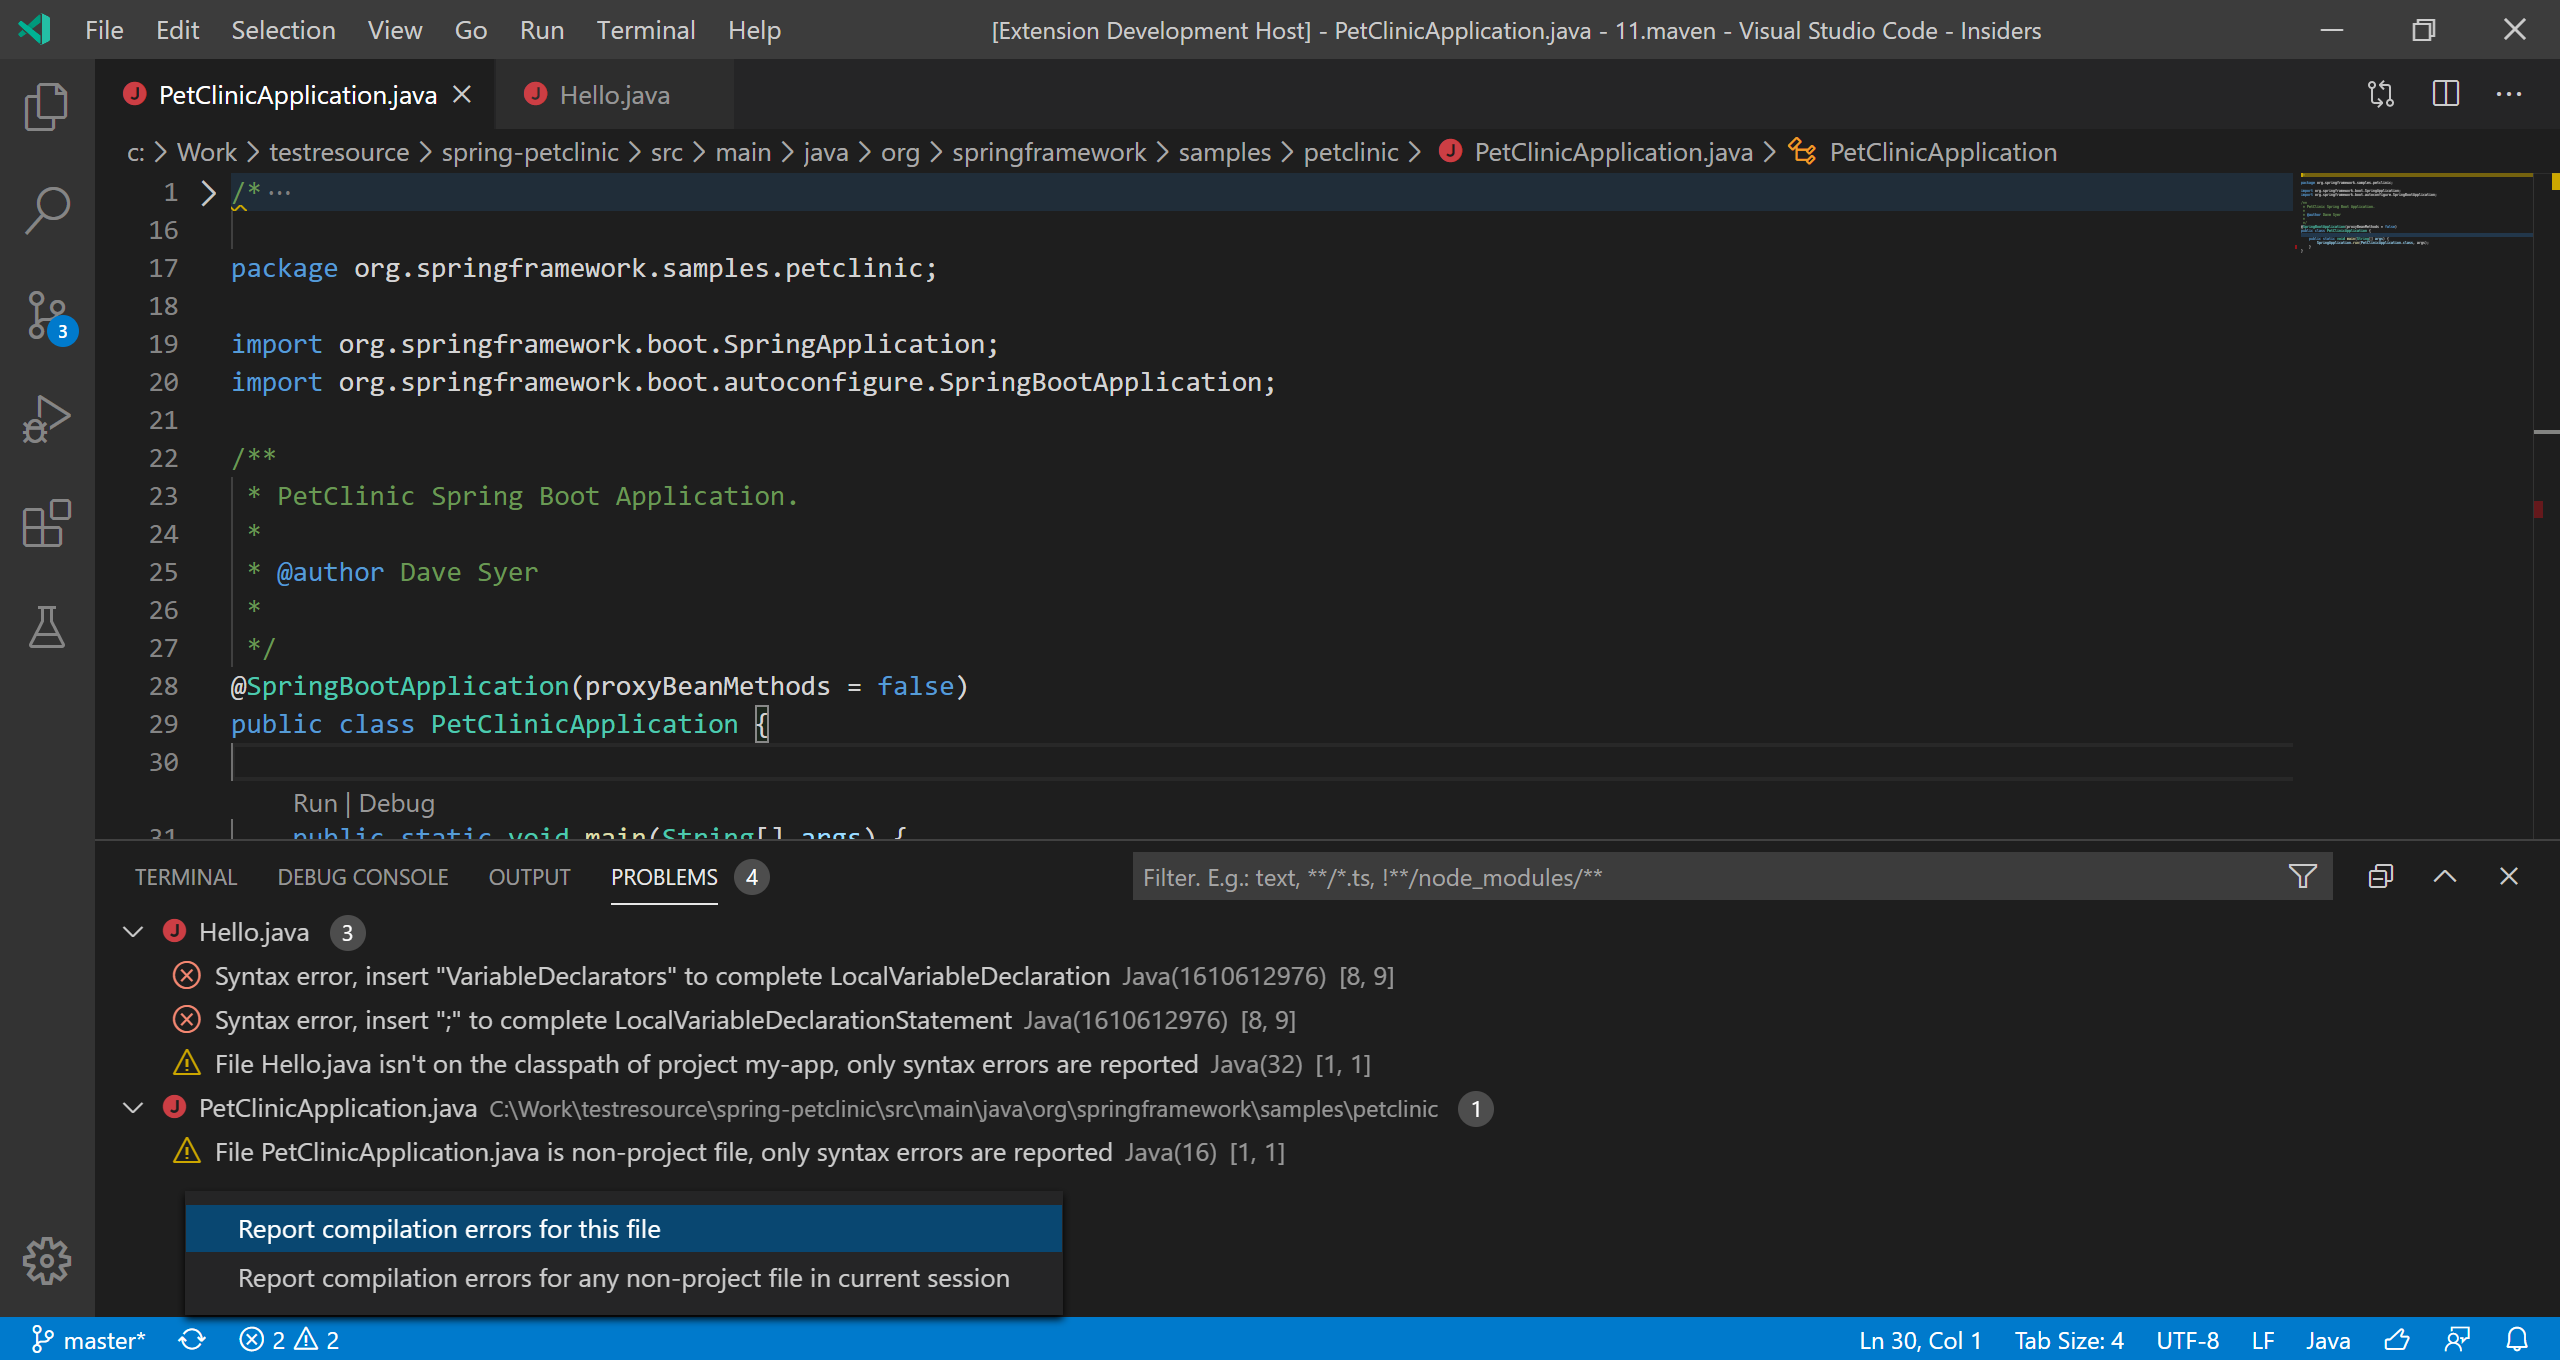 File Edit Selection View Go Run Terminal Help [Extension Development Host] - PetClinicApplication.java - 11.maven - Visual Studio Code - Insiders
PetClinicApplication.java Hello.java
c: > Work > testresource > spring-petclinic > src > main > java > org > springframework > samples > petclinic > PetClinicApplication.java > PetClinicApplication
1 /* ···
16
17 package org.springframework.samples.petclinic;
18
19 import org.springframework.boot.SpringApplication;
20 import org.springframework.boot.autoconfigure.SpringBootApplication;
21
22 /**
23 * PetClinic Spring Boot Application.
24 *
25 * @author Dave Syer
26 *
27 */
28 @SpringBootApplication(proxyBeanMethods = false)
29 public class PetClinicApplication {
30
Run | Debug
31 public static void main(String[] args) {
TERMINAL DEBUG CONSOLE OUTPUT PROBLEMS 4 Filter. E.g.: text, **/*.ts, !**/node_modules/**
Hello.java 3
Syntax error, insert "VariableDeclarators" to complete LocalVariableDeclaration Java(1610612976) [8, 9]
Syntax error, insert ";" to complete LocalVariableDeclarationStatement Java(1610612976) [8, 9]
File Hello.java isn't on the classpath of project my-app, only syntax errors are reported Java(32) [1, 1]
PetClinicApplication.java C:\Work\testresource\spring-petclinic\src\main\java\org\springframework\samples\petclinic 1
File PetClinicApplication.java is non-project file, only syntax errors are reported Java(16) [1, 1]
Report compilation errors for this file
Report compilation errors for any non-project file in current session
3
master* 2 2 Ln 30, Col 1 Tab Size: 4 UTF-8 LF Java